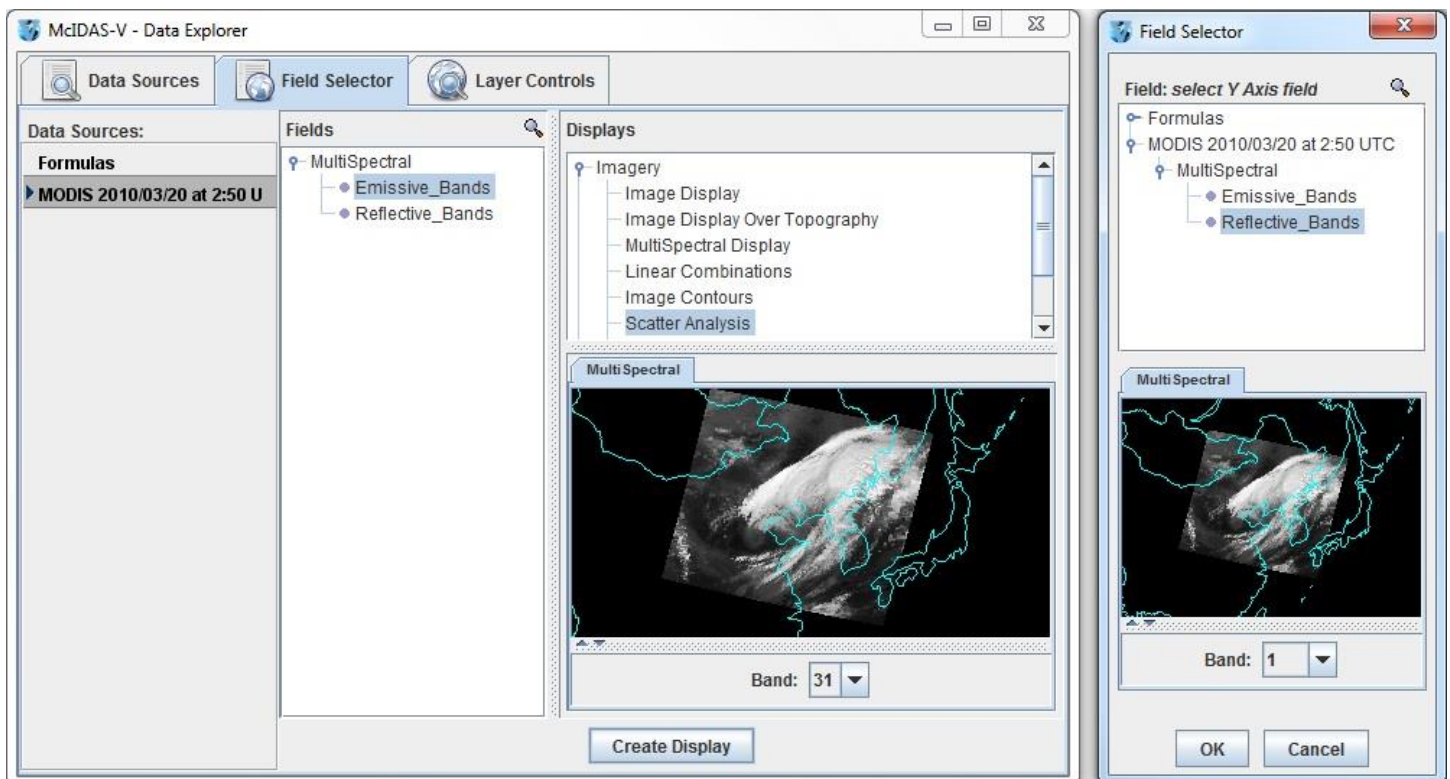 McIDAS-V - Data Explorer
Data Sources
Field Selector
Layer Controls
Data Sources:
Formulas
MODIS 2010/03/20 at 2:50 U
Fields
MultiSpectral
Emissive_Bands
Reflective_Bands
Displays
Imagery
Image Display
Image Display Over Topography
MultiSpectral Display
Linear Combinations
Image Contours
Scatter Analysis
MultiSpectral
Band: 31
Create Display
Field Selector
Field: select Y Axis field
Formulas
MODIS 2010/03/20 at 2:50 UTC
MultiSpectral
Emissive_Bands
Reflective_Bands
MultiSpectral
Band: 1
OK Cancel